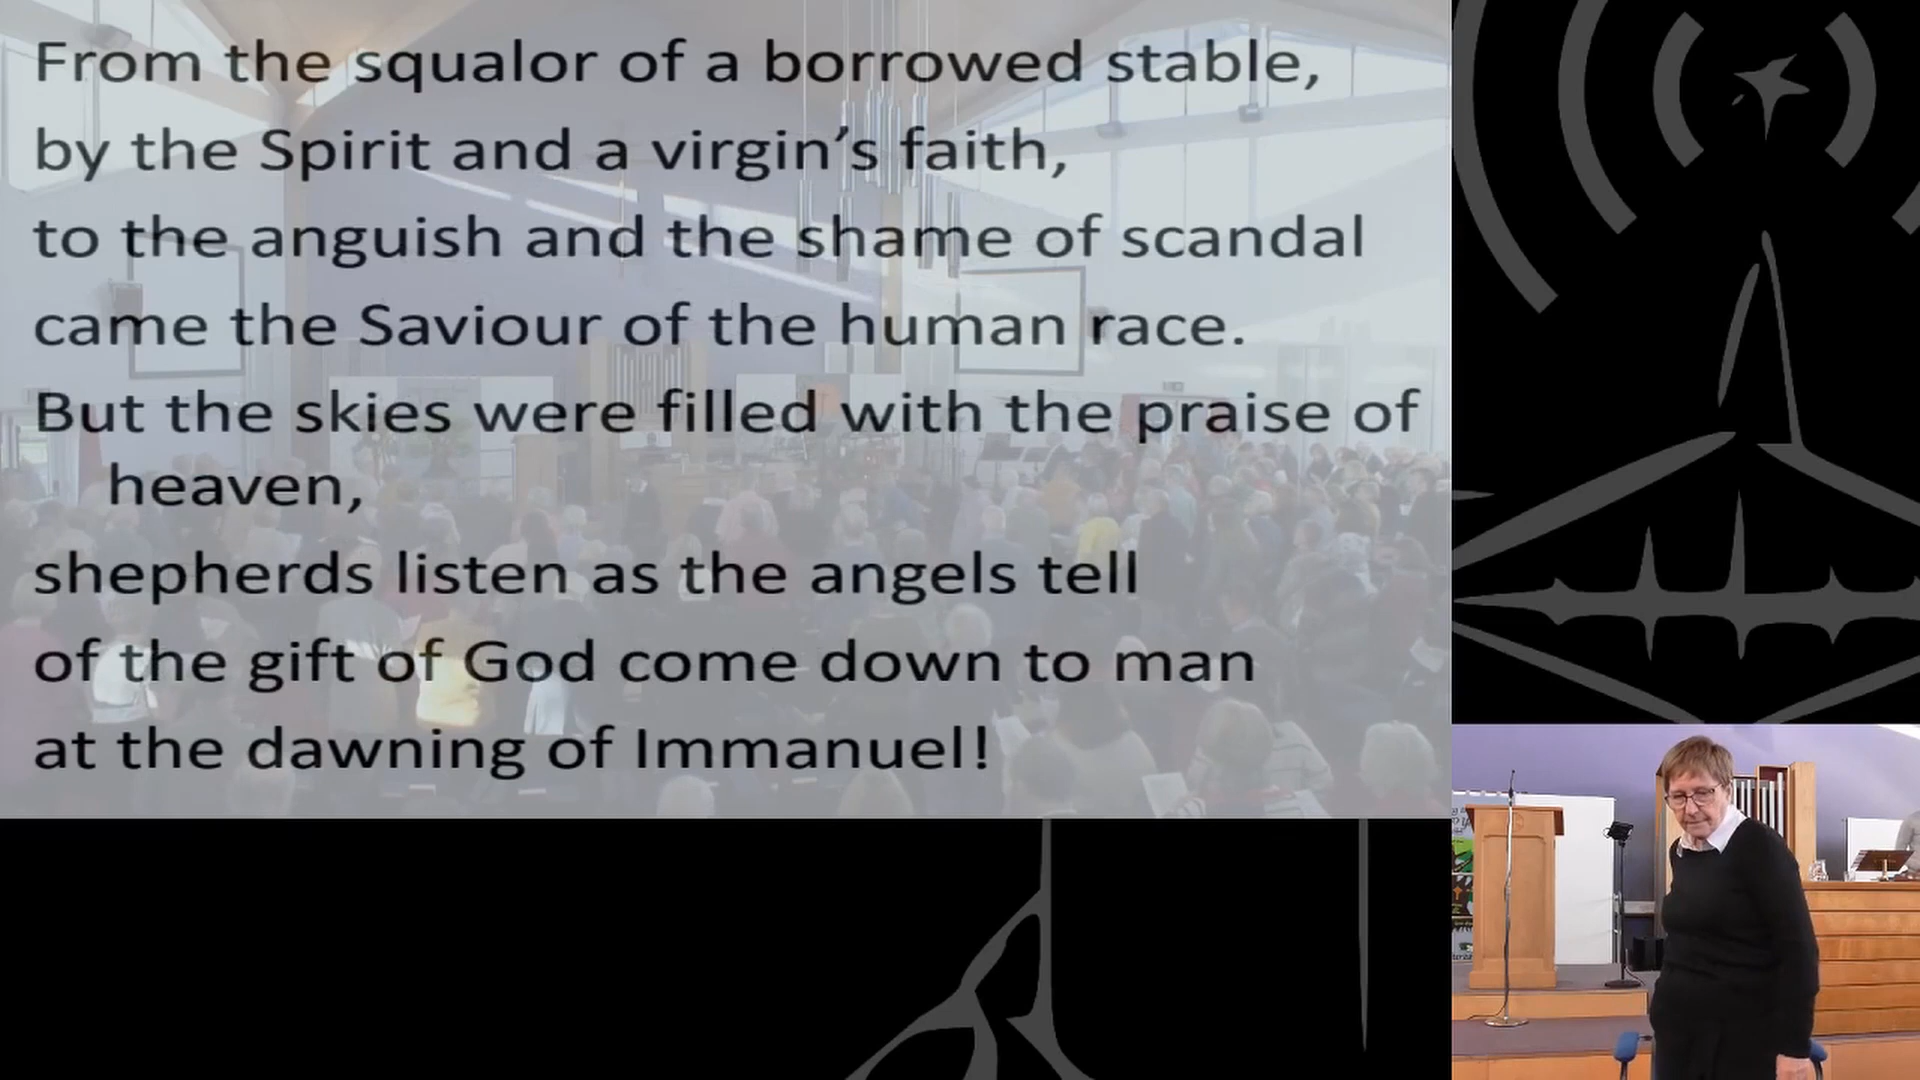 From the squalor of a borrowed stable,
by the Spirit and a virgin’s faith,
to the anguish and the shame of scandal
came the Saviour of the human race.
But the skies were filled with the praise of
heaven,
shepherds listen as the angels tell
of the gift of God come down to man
at the dawning of Immanuel!